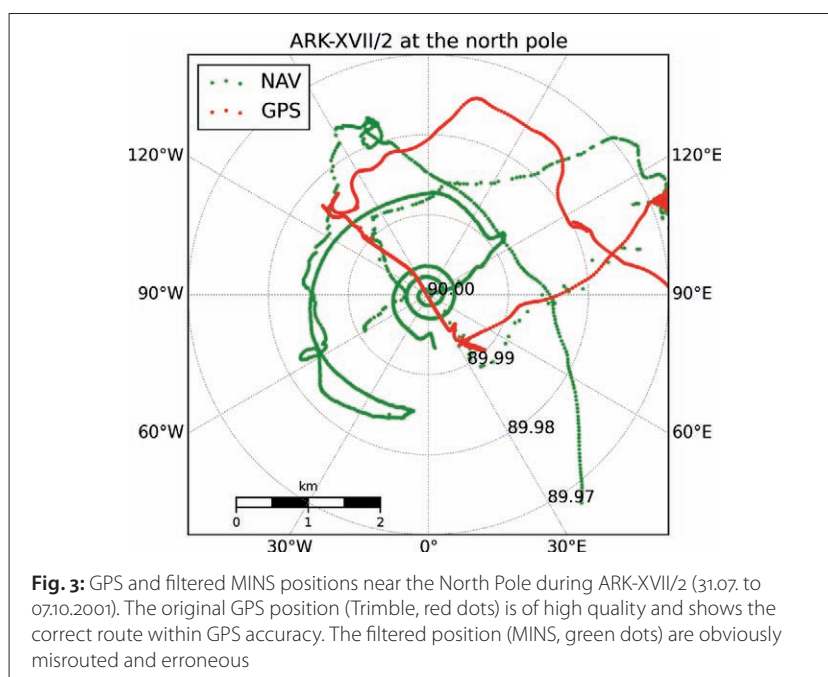 ARK-XVII/2 at the north pole
NAV
GPS
120°W
120°E
90.00
90°W
90°E
89.99
89.98
60°W
60°E
89.97
km
0 1 2
30°W 0° 30°E
Fig. 3: GPS and filtered MINS positions near the North Pole during ARK-XVII/2 (31.07. to
07.10.2001). The original GPS position (Trimble, red dots) is of high quality and shows the
correct route within GPS accuracy. The filtered position (MINS, green dots) are obviously
misrouted and erroneous